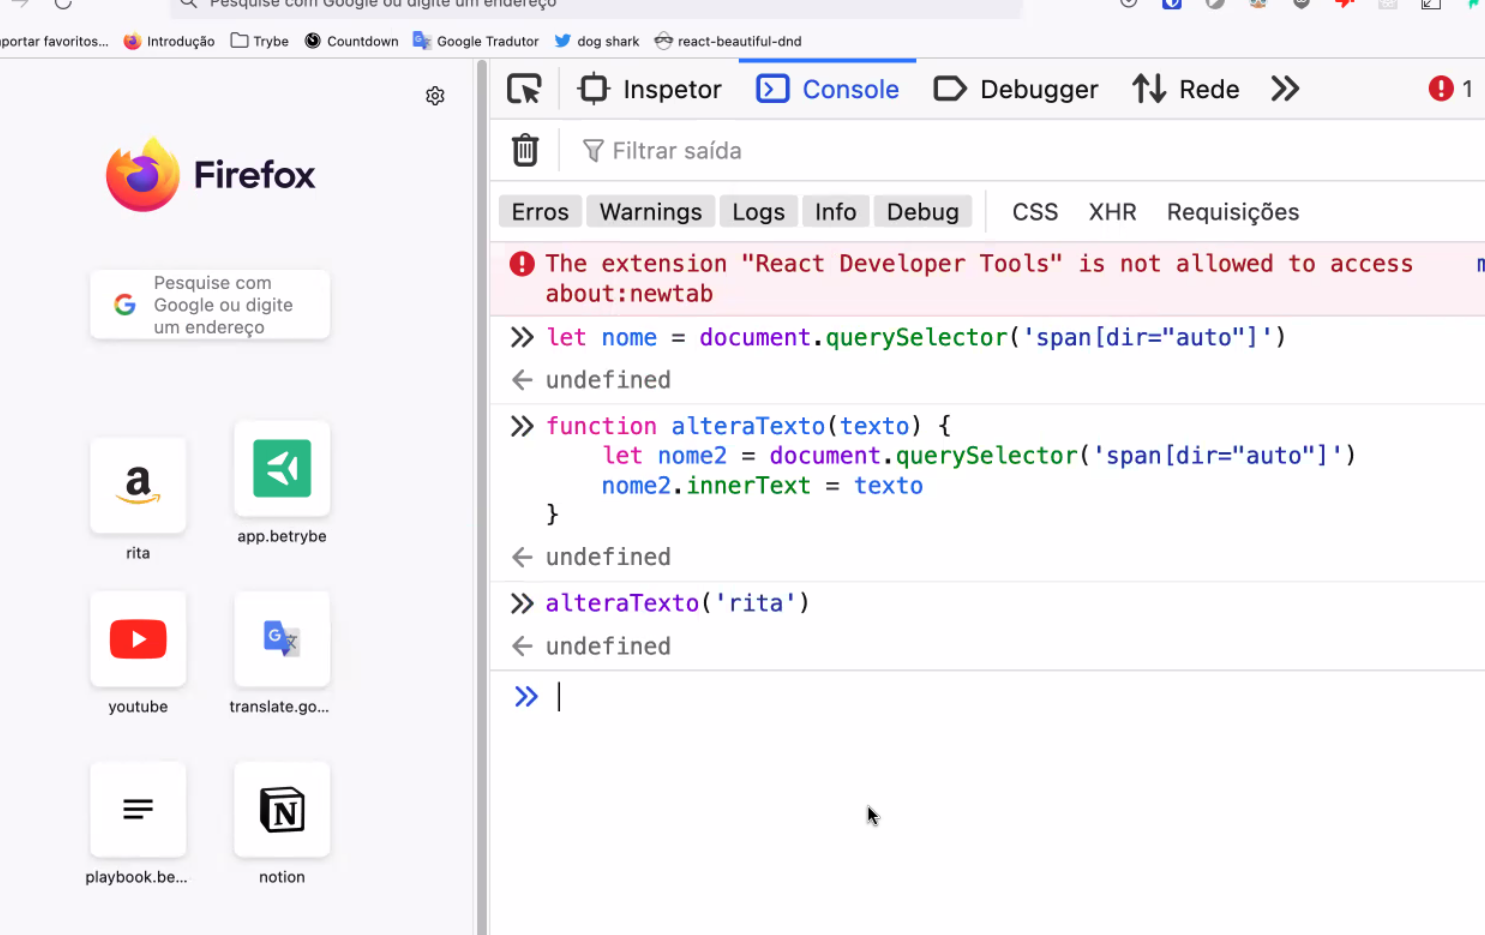 Pesquise com Google ou digite um endereço
portar favoritos...
Introdução
Trybe
Countdown
Google Tradutor
dog shark
react-beautiful-dnd
Firefox
Pesquise com
Google ou digite
um endereço
rita
app.betrybe
youtube
translate.go...
playbook.be...
notion
Inspetor
Console
Debugger
Rede
1
Filtrar saída
Erros
Warnings
Logs
Info
Debug
CSS
XHR
Requisições
The extension "React Developer Tools" is not allowed to access
about:newtab
let nome = document.querySelector('span[dir="auto"]')
undefined
function alteraTexto(texto) {
let nome2 = document.querySelector('span[dir="auto"]')
nome2.innerText = texto
}
undefined
alteraTexto('rita')
undefined